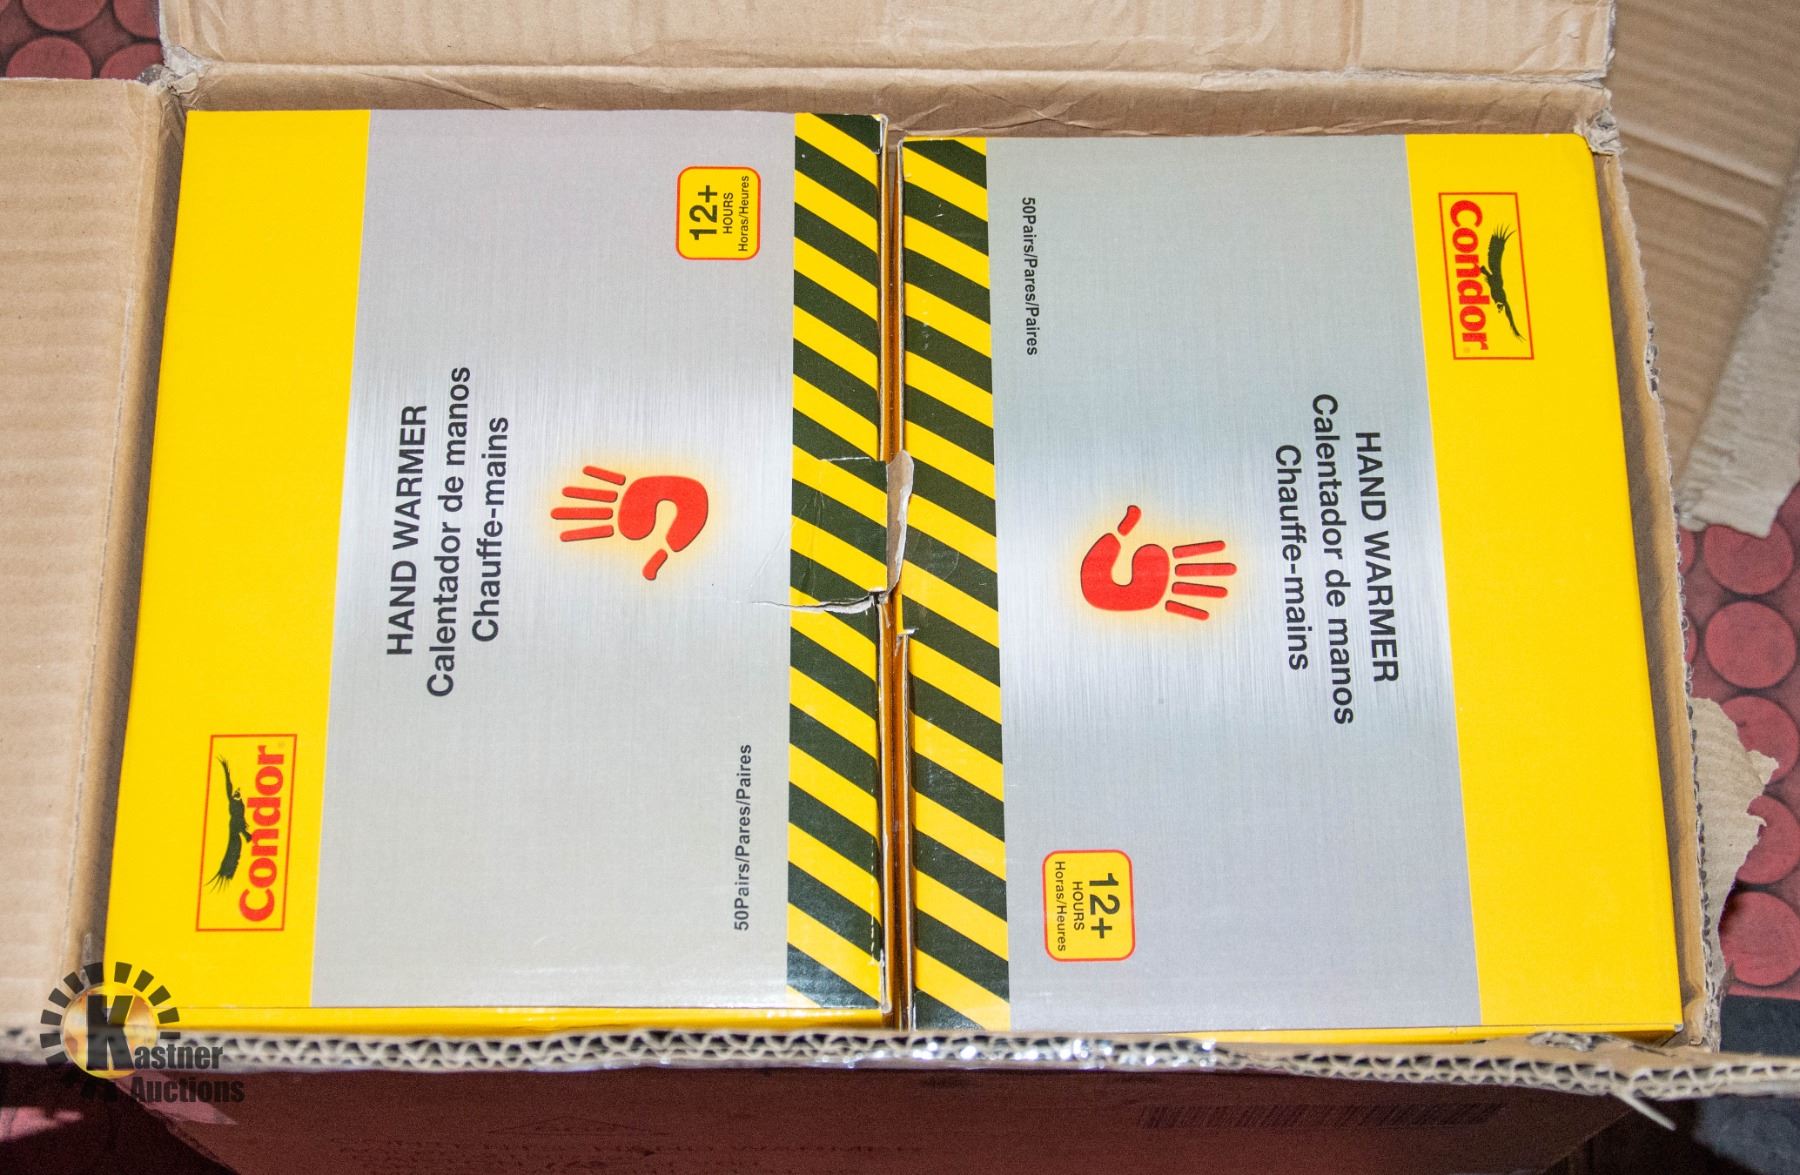 Condor
HAND WARMER
Calentador de manos
Chauffe-mains
12+
HOURS
Horas/Heures
50Pairs/Pares/Paires
Condor
HAND WARMER
Calentador de manos
Chauffe-mains
50Pairs/Pares/Paires
12+
HOURS
Horas/Heures
Kastner
Auctions